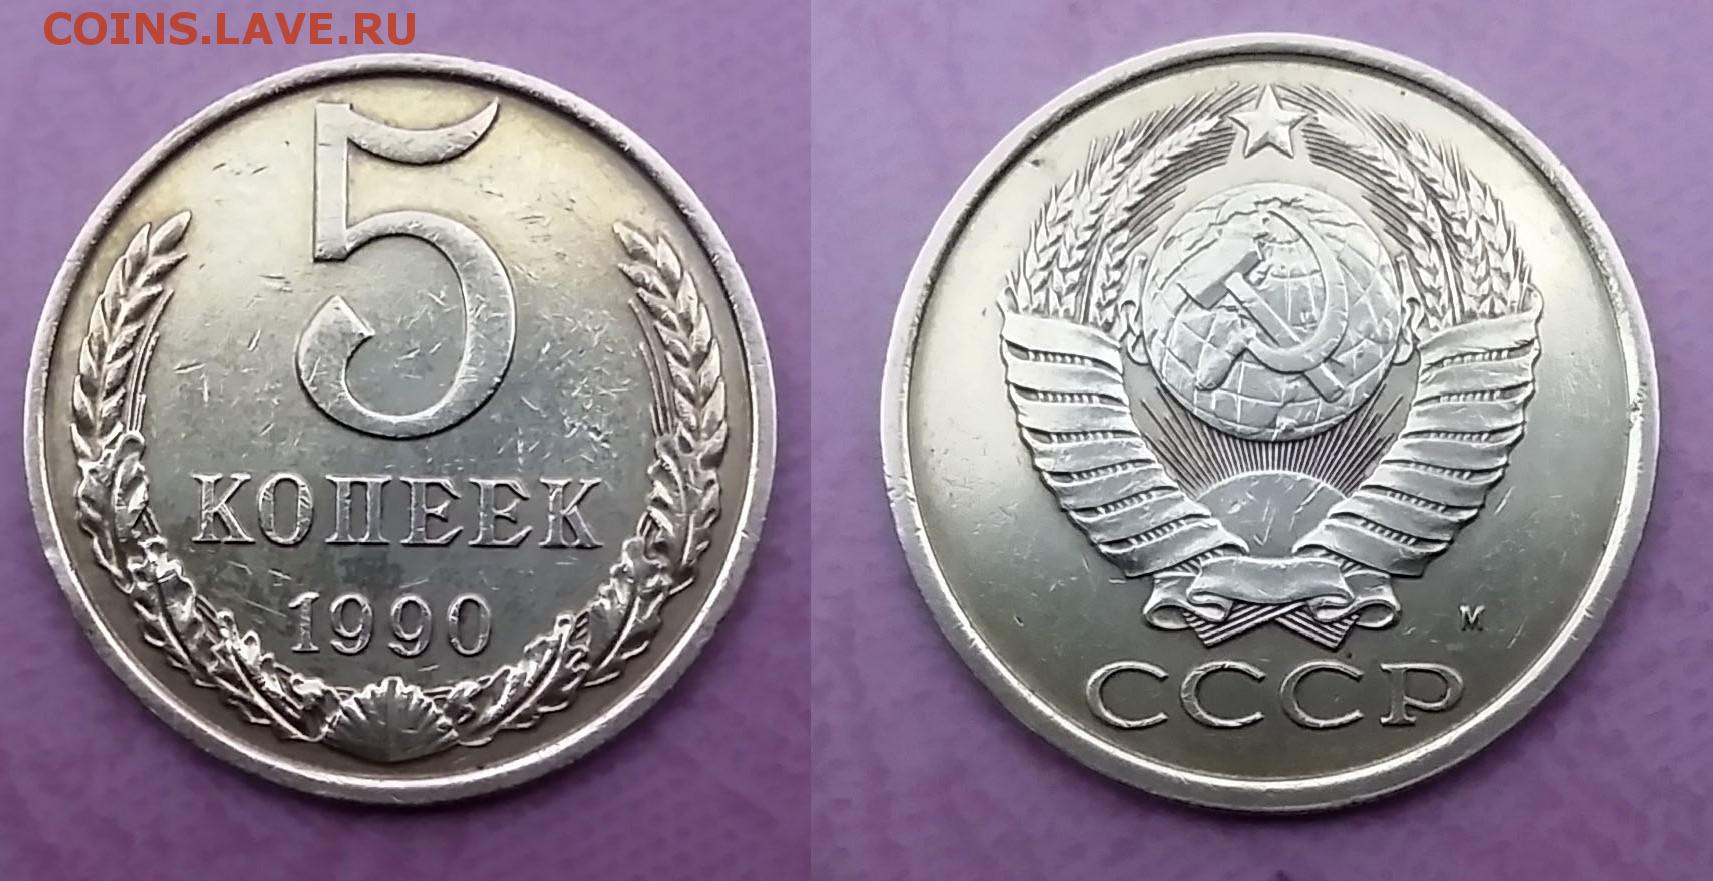 COINS.LAVE.RU
5
КОПЕЕК
1990
М
СССР